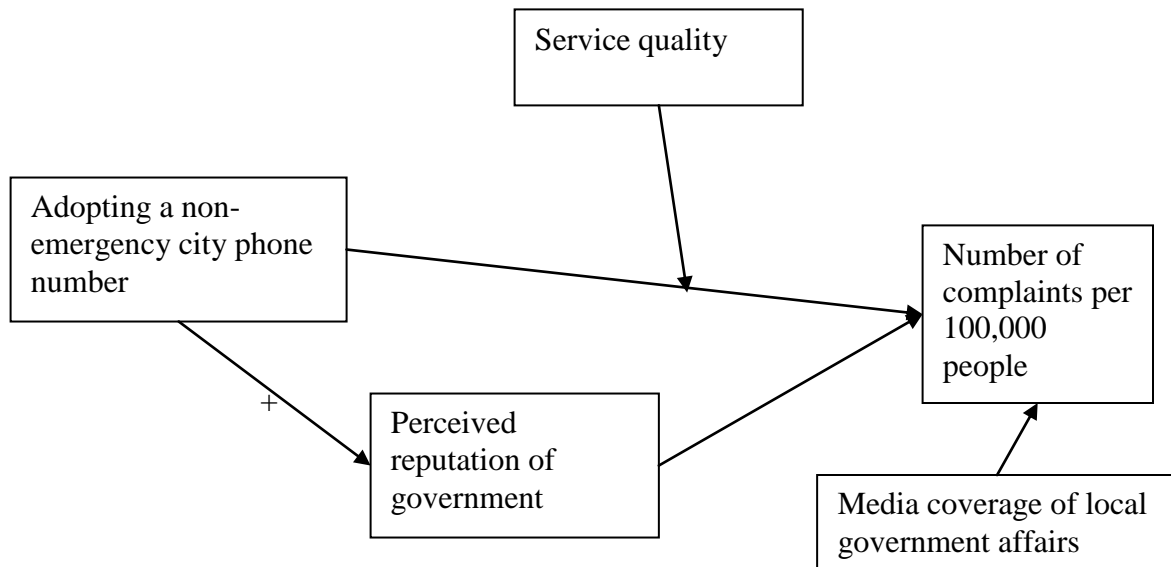 Service quality
Adopting a non-
emergency city phone
number
Number of
complaints per
100,000
people
+
Perceived
reputation of
government
Media coverage of local
government affairs